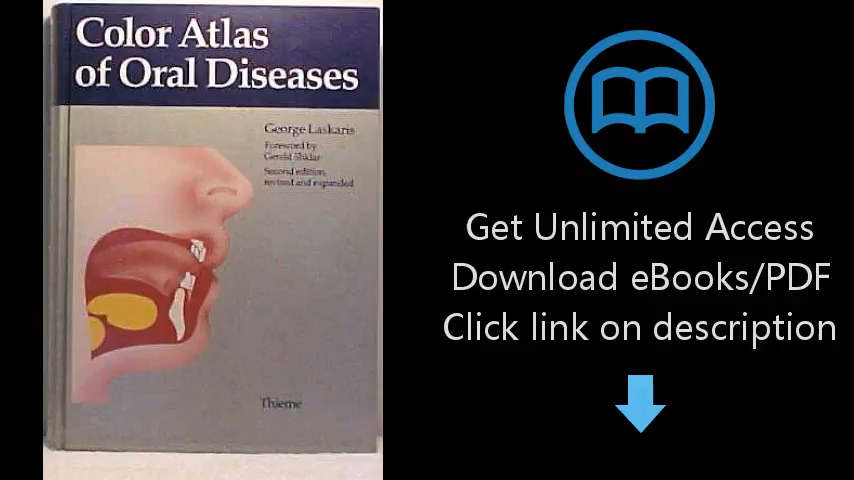 Color Atlas
of Oral Diseases
George Laskaris
Foreword by
Gerald Shklar
Second edition,
revised and expanded
Thieme
Get Unlimited Access
Download eBooks/PDF
Click link on description